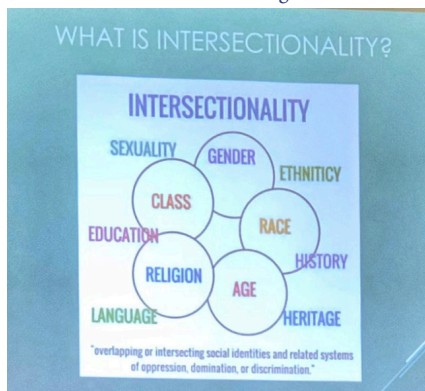 WHAT IS INTERSECTIONALITY?
INTERSECTIONALITY
SEXUALITY
GENDER
ETHNITICY
CLASS
RACE
EDUCATION
HISTORY
RELIGION
AGE
LANGUAGE
HERITAGE
"overlapping or intersecting social identities and related systems
of oppression, domination, or discrimination."